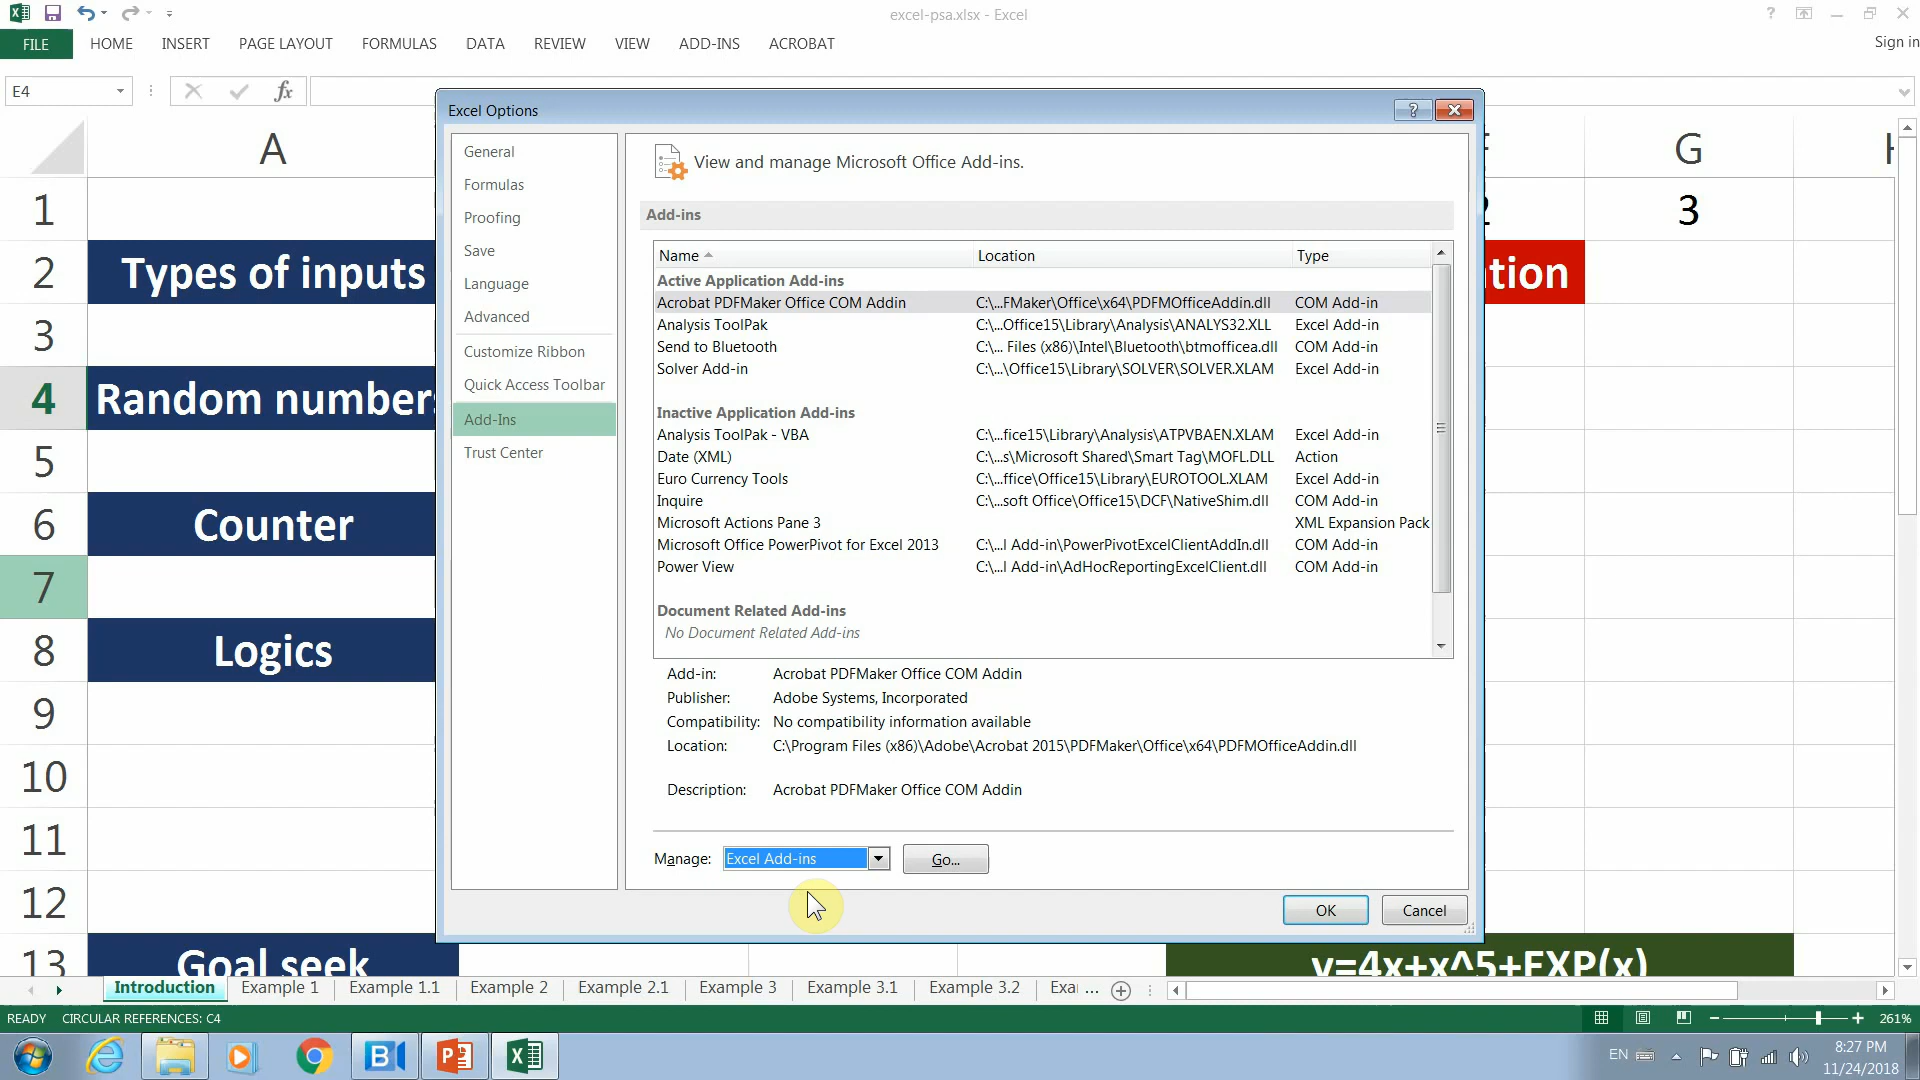 excel-psa.xlsx - Excel
FILE HOME INSERT PAGE LAYOUT FORMULAS DATA REVIEW VIEW ADD-INS ACROBAT Sign in
E4 fx
Excel Options
A G
General
Formulas
Proofing
Save
Language
Advanced
Customize Ribbon
Quick Access Toolbar
Add-Ins
Trust Center
View and manage Microsoft Office Add-ins.
Add-ins
Name Location Type
Active Application Add-ins
Acrobat PDFMaker Office COM Addin C:\...FMaker\Office\x64\PDFMOfficeAddin.dll COM Add-in
Analysis ToolPak C:\...Office15\Library\Analysis\ANALYS32.XLL Excel Add-in
Send to Bluetooth C:\... Files (x86)\Intel\Bluetooth\btmofficea.dll COM Add-in
Solver Add-in C:\...\Office15\Library\SOLVER\SOLVER.XLAM Excel Add-in
Inactive Application Add-ins
Analysis ToolPak - VBA C:\...fice15\Library\Analysis\ATPVBAEN.XLAM Excel Add-in
Date (XML) C:\...s\Microsoft Shared\Smart Tag\MOFL.DLL Action
Euro Currency Tools C:\...ffice\Office15\Library\EUROTOOL.XLAM Excel Add-in
Inquire C:\...soft Office\Office15\DCF\NativeShim.dll COM Add-in
Microsoft Actions Pane 3 XML Expansion Pack
Microsoft Office PowerPivot for Excel 2013 C:\...l Add-in\PowerPivotExcelClientAddIn.dll COM Add-in
Power View C:\...l Add-in\AdHocReportingExcelClient.dll COM Add-in
Document Related Add-ins
No Document Related Add-ins
Add-in: Acrobat PDFMaker Office COM Addin
Publisher: Adobe Systems, Incorporated
Compatibility: No compatibility information available
Location: C:\Program Files (x86)\Adobe\Acrobat 2015\PDFMaker\Office\x64\PDFMOfficeAddin.dll
Description: Acrobat PDFMaker Office COM Addin
Manage: Excel Add-ins Go...
OK Cancel
1 3
2 Types of inputs tion
3
4 Random number
5
6 Counter
7
8 Logics
9
10
11
12
13 Goal seek y=4x+x^5+EXP(x)
Introduction Example 1 Example 1.1 Example 2 Example 2.1 Example 3 Example 3.1 Example 3.2 Exa ...
READY CIRCULAR REFERENCES: C4 261%
EN 8:27 PM
11/24/2018